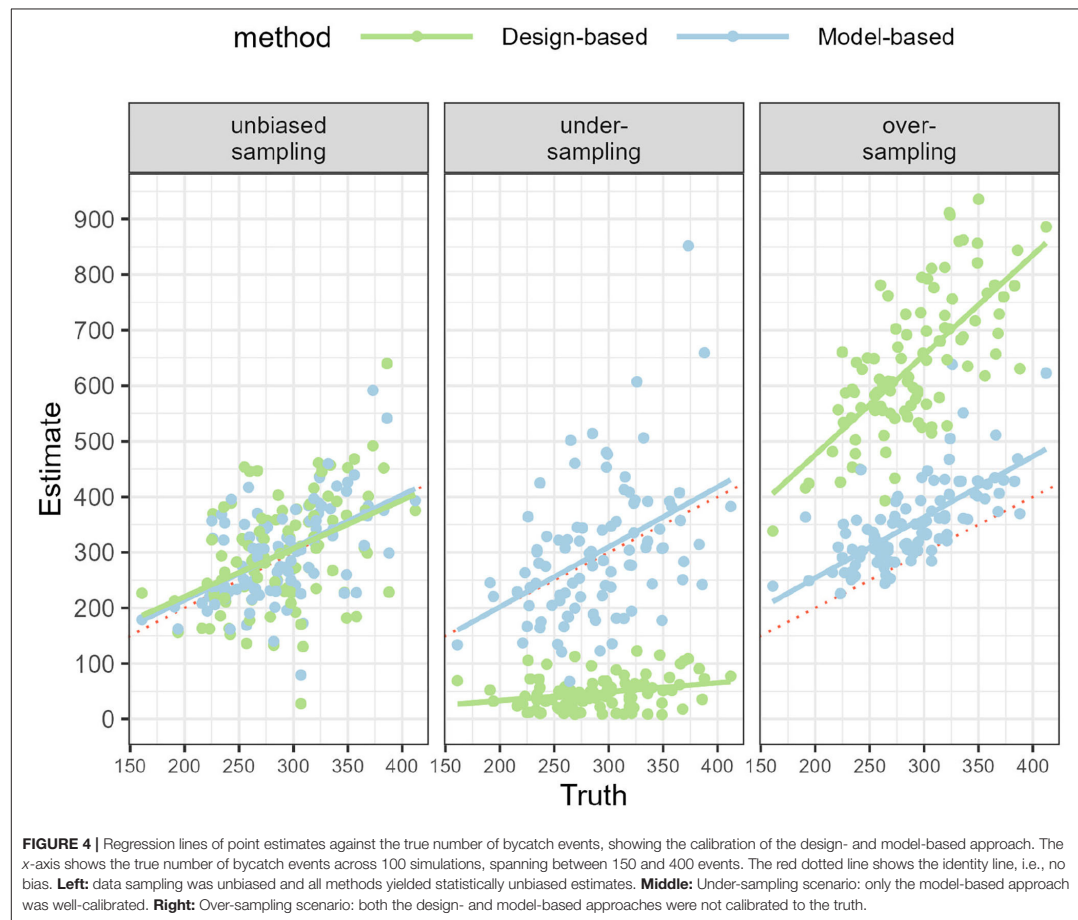 method Design-based Model-based
unbiased sampling
under-sampling
over-sampling
900
800
700
600
500
400
300
200
100
0
Estimate
150 200 250 300 350 400 150 200 250 300 350 400 150 200 250 300 350 400
Truth
FIGURE 4 | Regression lines of point estimates against the true number of bycatch events, showing the calibration of the design- and model-based approach. The
x-axis shows the true number of bycatch events across 100 simulations, spanning between 150 and 400 events. The red dotted line shows the identity line, i.e., no
bias. Left: data sampling was unbiased and all methods yielded statistically unbiased estimates. Middle: Under-sampling scenario: only the model-based approach
was well-calibrated. Right: Over-sampling scenario: both the design- and model-based approaches were not calibrated to the truth.